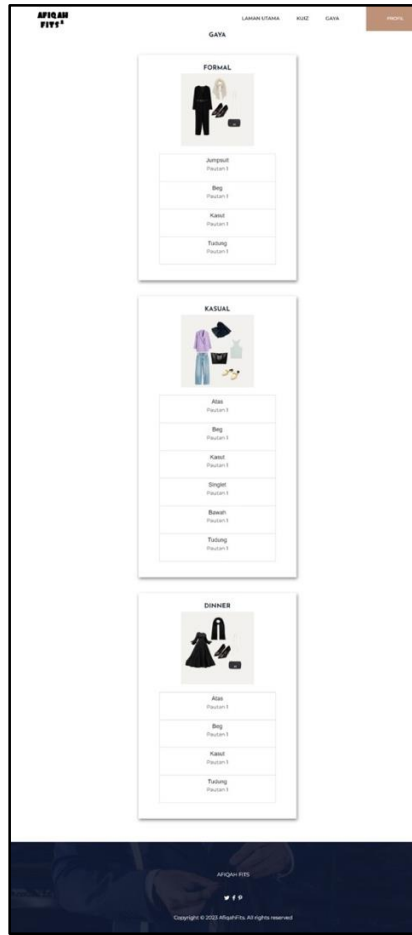 AFIQAH
FITS
LAMAN UTAMA KUIZ GAYA PROFIL
GAYA
FORMAL
Jumpsuit
Pautan 1
Beg
Pautan 1
Kasut
Pautan 1
Tudung
Pautan 1
KASUAL
Atas
Pautan 1
Beg
Pautan 1
Kasut
Pautan 1
Singlet
Pautan 1
Bawah
Pautan 1
Tudung
Pautan 1
DINNER
Atas
Pautan 1
Beg
Pautan 1
Kasut
Pautan 1
Tudung
Pautan 1
AFIQAH FITS
Copyright © 2023 AfiqahFits. All rights reserved